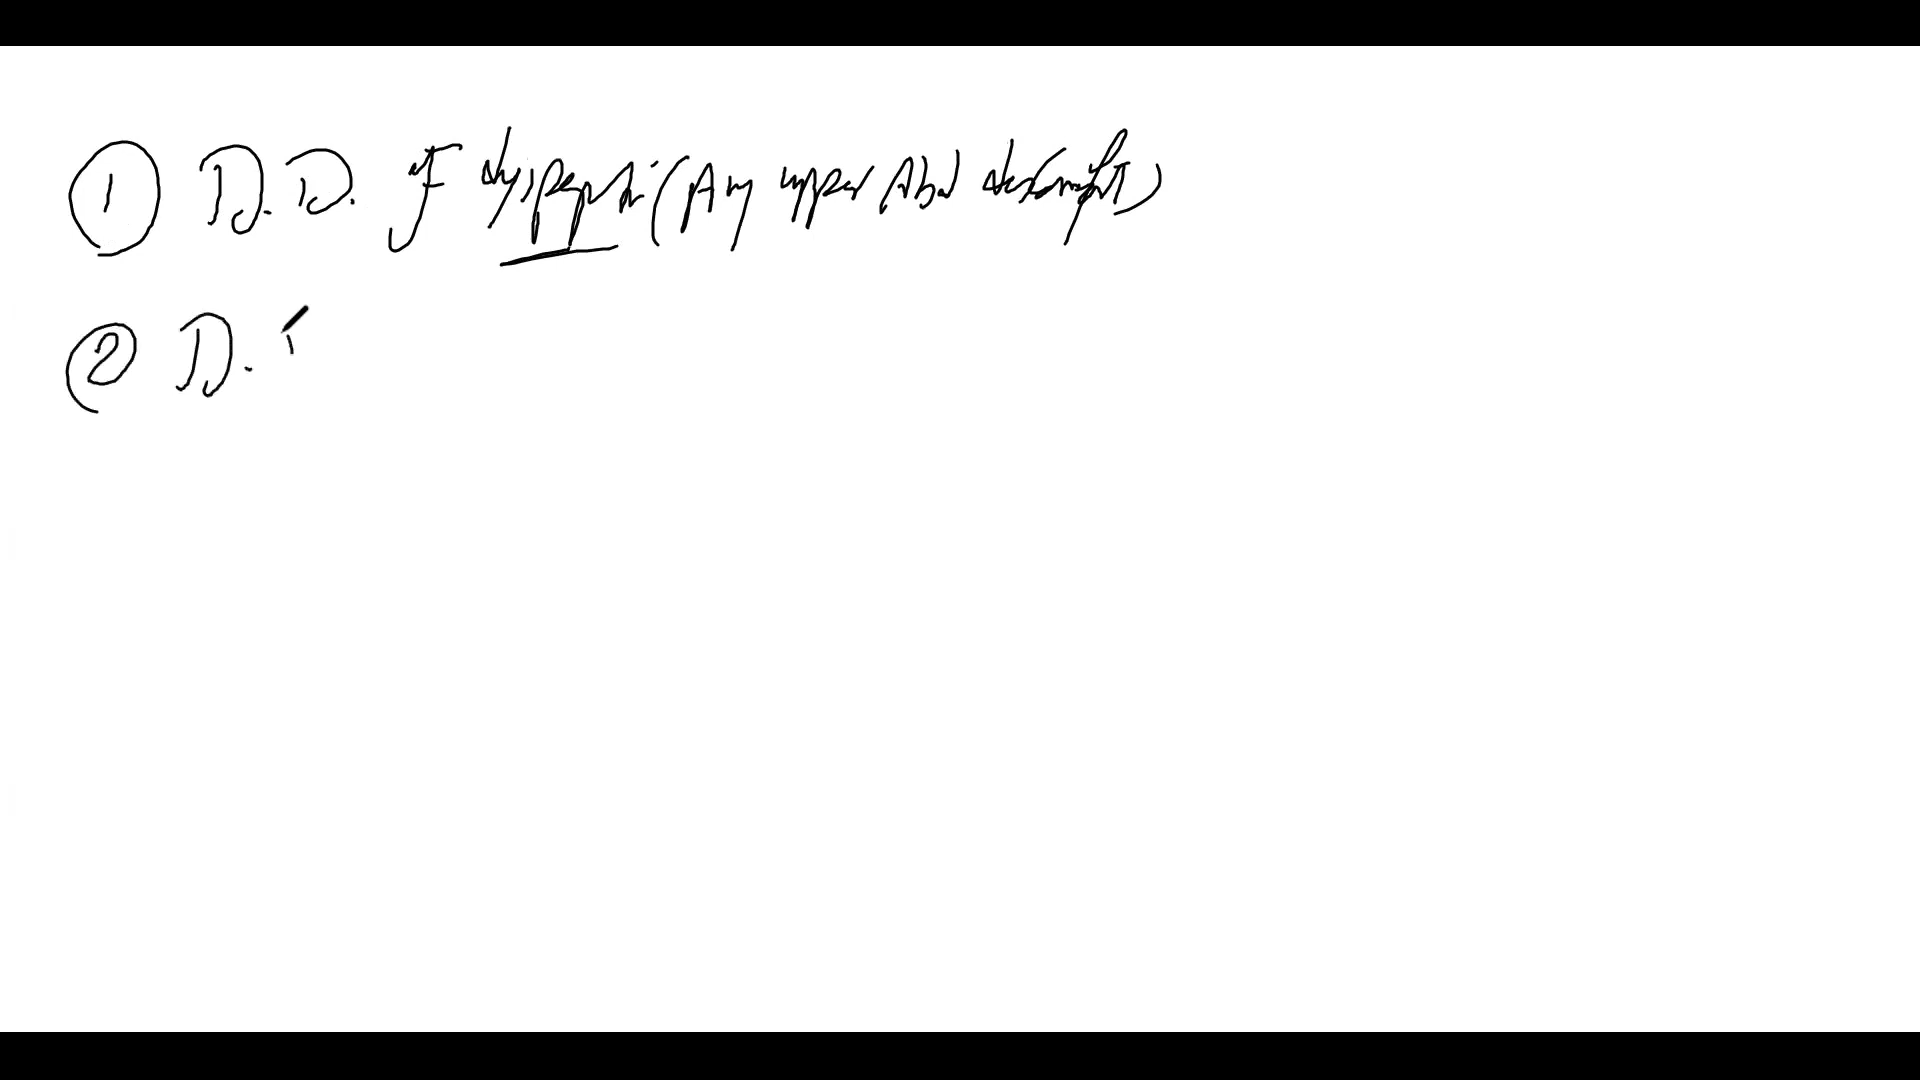 ① D.D. of dyspepsia (Any upper Abd discomfort)
② D.